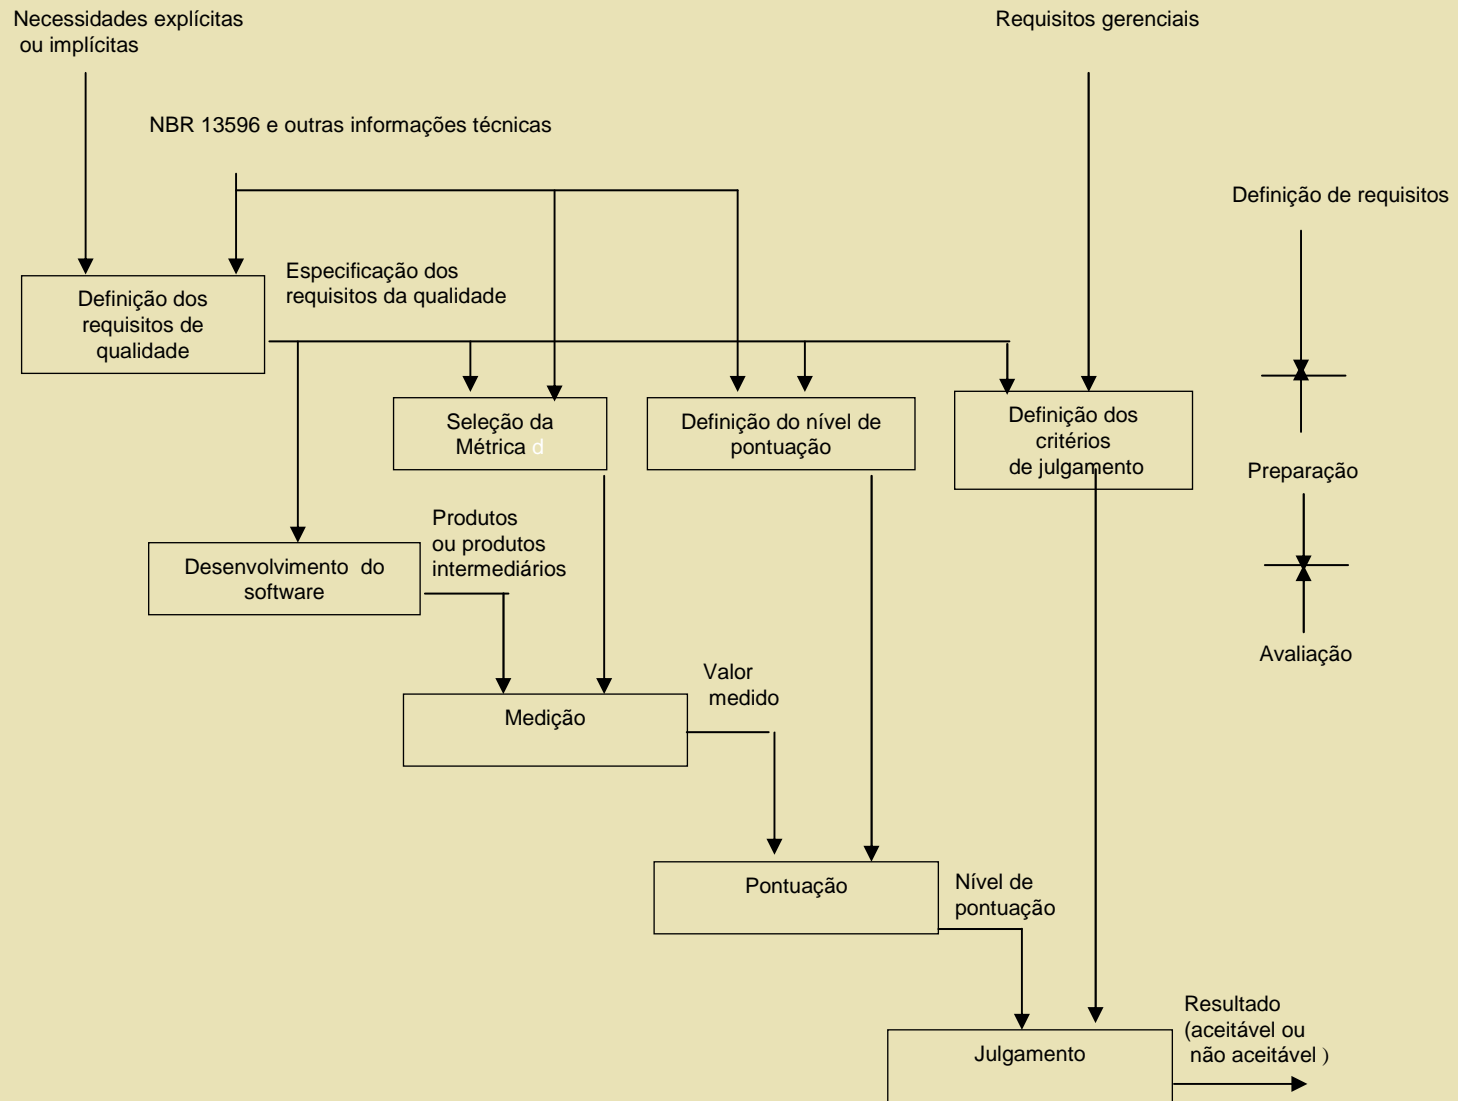 Necessidades explícitas
ou implícitas
Requisitos gerenciais
NBR 13596 e outras informações técnicas
Definição de requisitos
Especificação dos
requisitos da qualidade
Definição dos
requisitos de
qualidade
Seleção da
Métrica d
Definição do nível de
pontuação
Definição dos
critérios
de julgamento
Preparação
Produtos
ou produtos
intermediários
Desenvolvimento do
software
Avaliação
Valor
medido
Medição
Pontuação
Nível de
pontuação
Resultado
(aceitável ou
não aceitável )
Julgamento